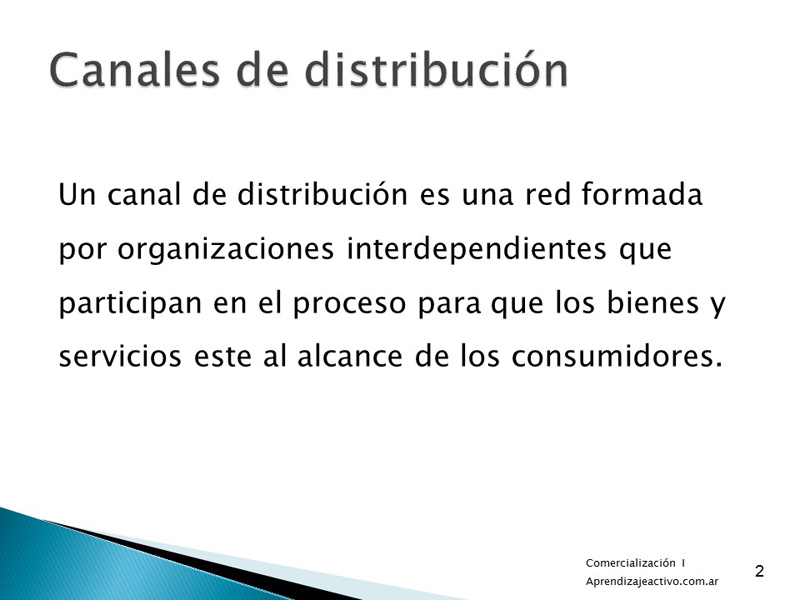 Canales de distribución
Un canal de distribución es una red formada
por organizaciones interdependientes que
participan en el proceso para que los bienes y
servicios este al alcance de los consumidores.
Comercialización I
Aprendizajeactivo.com.ar
2